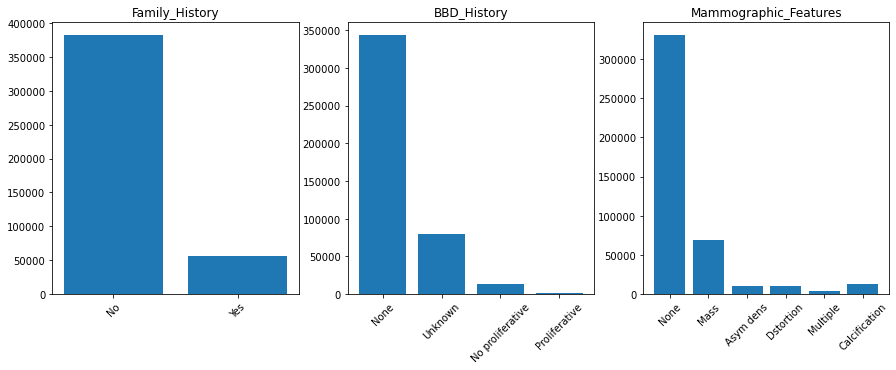 Family_History
400000
350000
300000
250000
200000
150000
100000
50000
0
No
Yes
BBD_History
350000
300000
250000
200000
150000
100000
50000
0
None
Unknown
No proliferative
Proliferative
Mammographic_Features
300000
250000
200000
150000
100000
50000
0
None
Mass
Asym dens
Dstortion
Multiple
Calcification